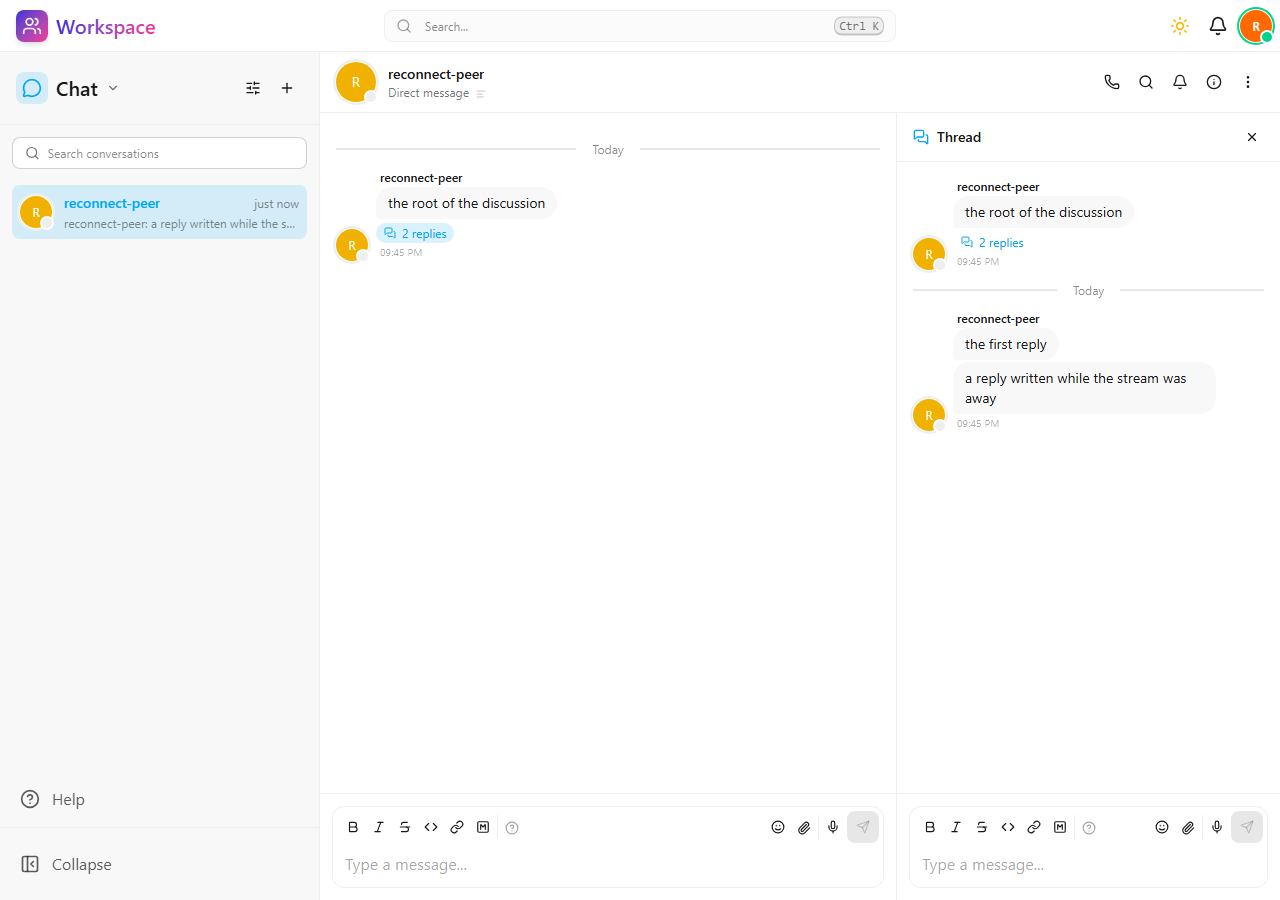 Workspace
Search...
Ctrl K
R
Chat
Search conversations
R
reconnect-peer
just now
reconnect-peer: a reply written while the s...
Help
Collapse
R
reconnect-peer
Direct message
Today
reconnect-peer
the root of the discussion
2 replies
R
09:45 PM
Type a message...
Thread
reconnect-peer
the root of the discussion
2 replies
R
09:45 PM
Today
reconnect-peer
the first reply
a reply written while the stream was
away
R
09:45 PM
Type a message...